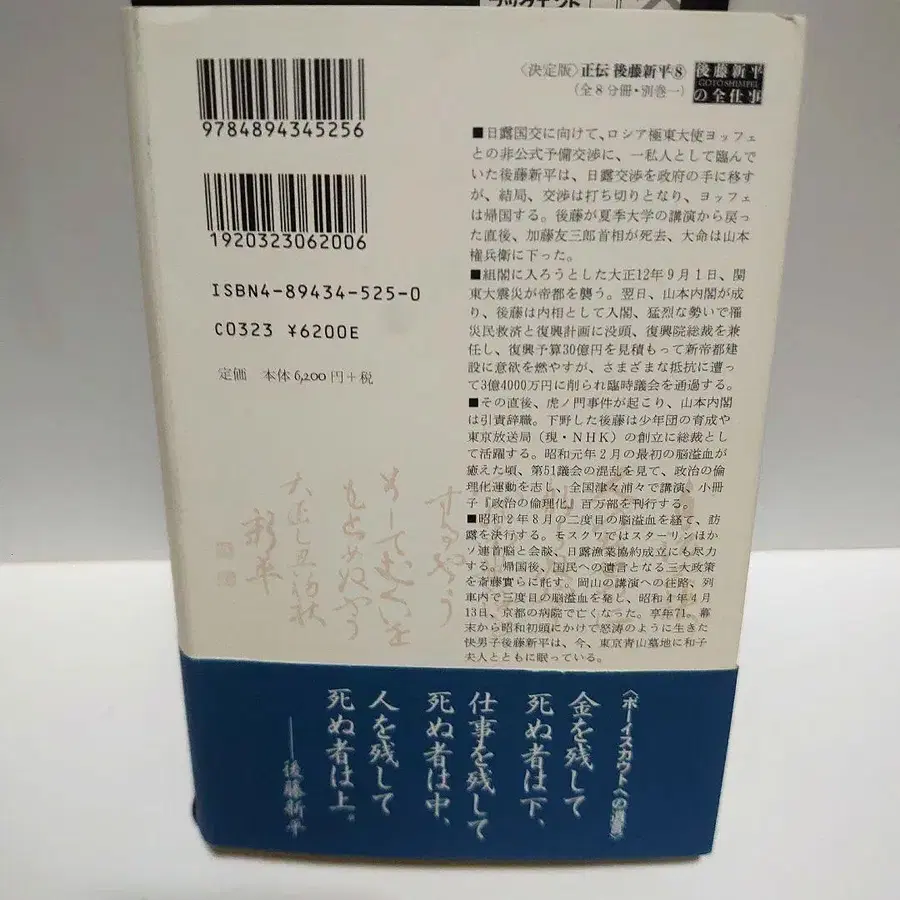 ブックエンド
9784894345256
1920323062006
ISBN4-89434-525-0
C0323 ¥6200E
定価 本体6,200円+税
〈決定版〉正伝 後藤新平⑧
(全8分冊・別巻一)
後藤新平
GOTO SHIMPEI
の全仕事
■日露国交に向けて、ロシア極東大使ヨッフェ
との非公式予備交渉に、一私人として臨んで
いた後藤新平は、日露交渉を政府の手に移す
が、結局、交渉は打ち切りとなり、ヨッフェ
は帰国する。後藤が夏季大学の講演から戻っ
た直後、加藤友三郎首相が死去、大命は山本
権兵衛に下った。
■組閣に入ろうとした大正12年9月1日、関
東大震災が帝都を襲う。翌日、山本内閣が成
り、後藤は内相として入閣、猛烈な勢いで罹
災民救済と復興計画に没頭、復興院総裁を兼
任し、復興予算30億円を見積もって新帝都建
設に意欲を燃やすが、さまざまな抵抗に遭っ
て3億4000万円に削られ臨時議会を通過する。
■その直後、虎ノ門事件が起こり、山本内閣
は引責辞職。下野した後藤は少年団の育成や
東京放送局(現・NHK)の創立に総裁とし
て活躍する。昭和元年2月の最初の脳溢血が
癒えた頃、第51議会の混乱を見て、政治の倫
理化運動を志し、全国津々浦々で講演、小冊
子『政治の倫理化』百万部を刊行する。
■昭和2年8月の二度目の脳溢血を経て、訪
露を決行する。モスクワではスターリンほか
ソ連首脳と会談、日露漁業協約成立にも尽力
する。帰国後、国民への遺言となる三大政策
を斎藤實らに託す。岡山の講演への往路、列
車内で三度目の脳溢血を発し、昭和4年4月
13日、京都の病院で亡くなった。享年71。幕
末から昭和初頭にかけて怒涛のように生きた
快男子後藤新平は、今、東京青山墓地に和子
夫人とともに眠っている。
新平
〈ボーイスカウトへの遺言〉
金を残して
死ぬ者は下、
仕事を残して
死ぬ者は中、
人を残して
死ぬ者は上。
——後藤新平